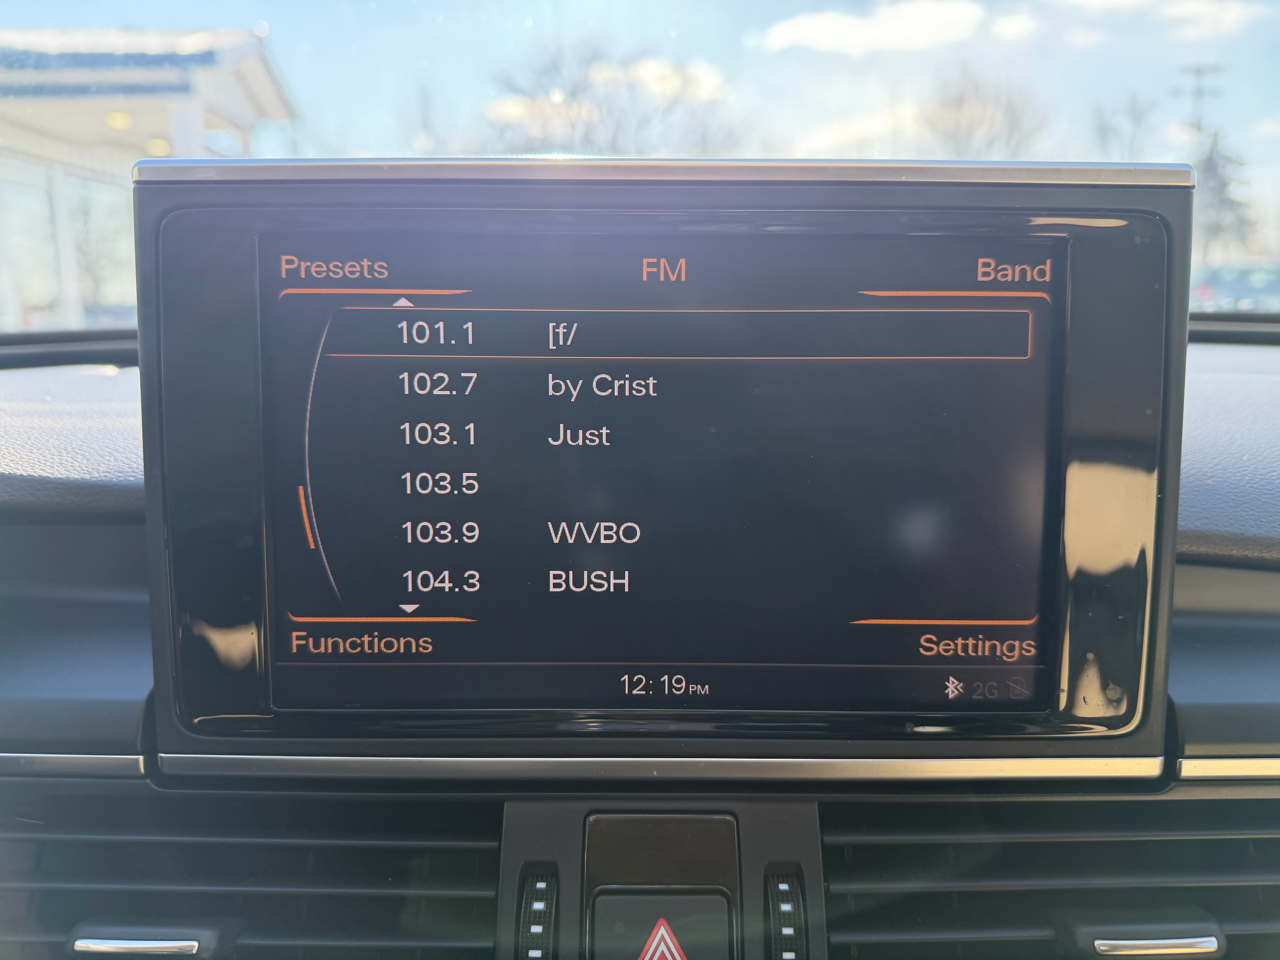 Presets FM Band
101.1 [f/
102.7 by Crist
103.1 Just
103.5
103.9 WVBO
104.3 BUSH
Functions Settings
12:19 PM 2G